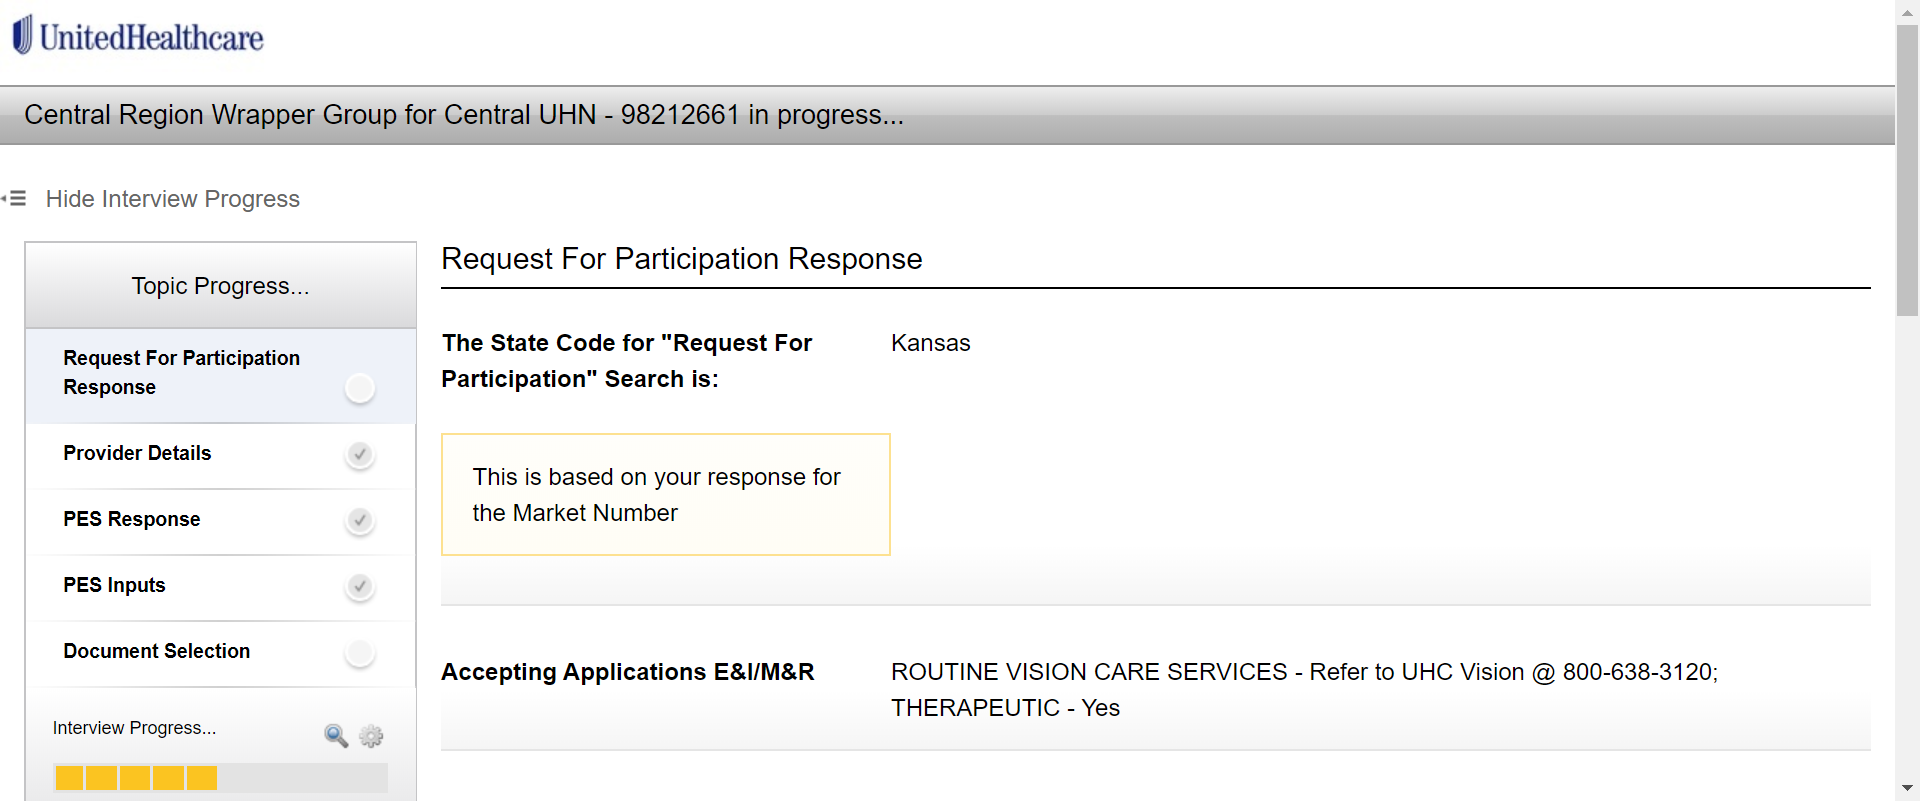 UnitedHealthcare
Central Region Wrapper Group for Central UHN - 98212661 in progress...
Hide Interview Progress
Topic Progress...
Request For Participation
Response
Provider Details
PES Response
PES Inputs
Document Selection
Interview Progress...
Request For Participation Response
The State Code for "Request For
Participation" Search is:
Kansas
This is based on your response for
the Market Number
Accepting Applications E&I/M&R
ROUTINE VISION CARE SERVICES - Refer to UHC Vision @ 800-638-3120;
THERAPEUTIC - Yes